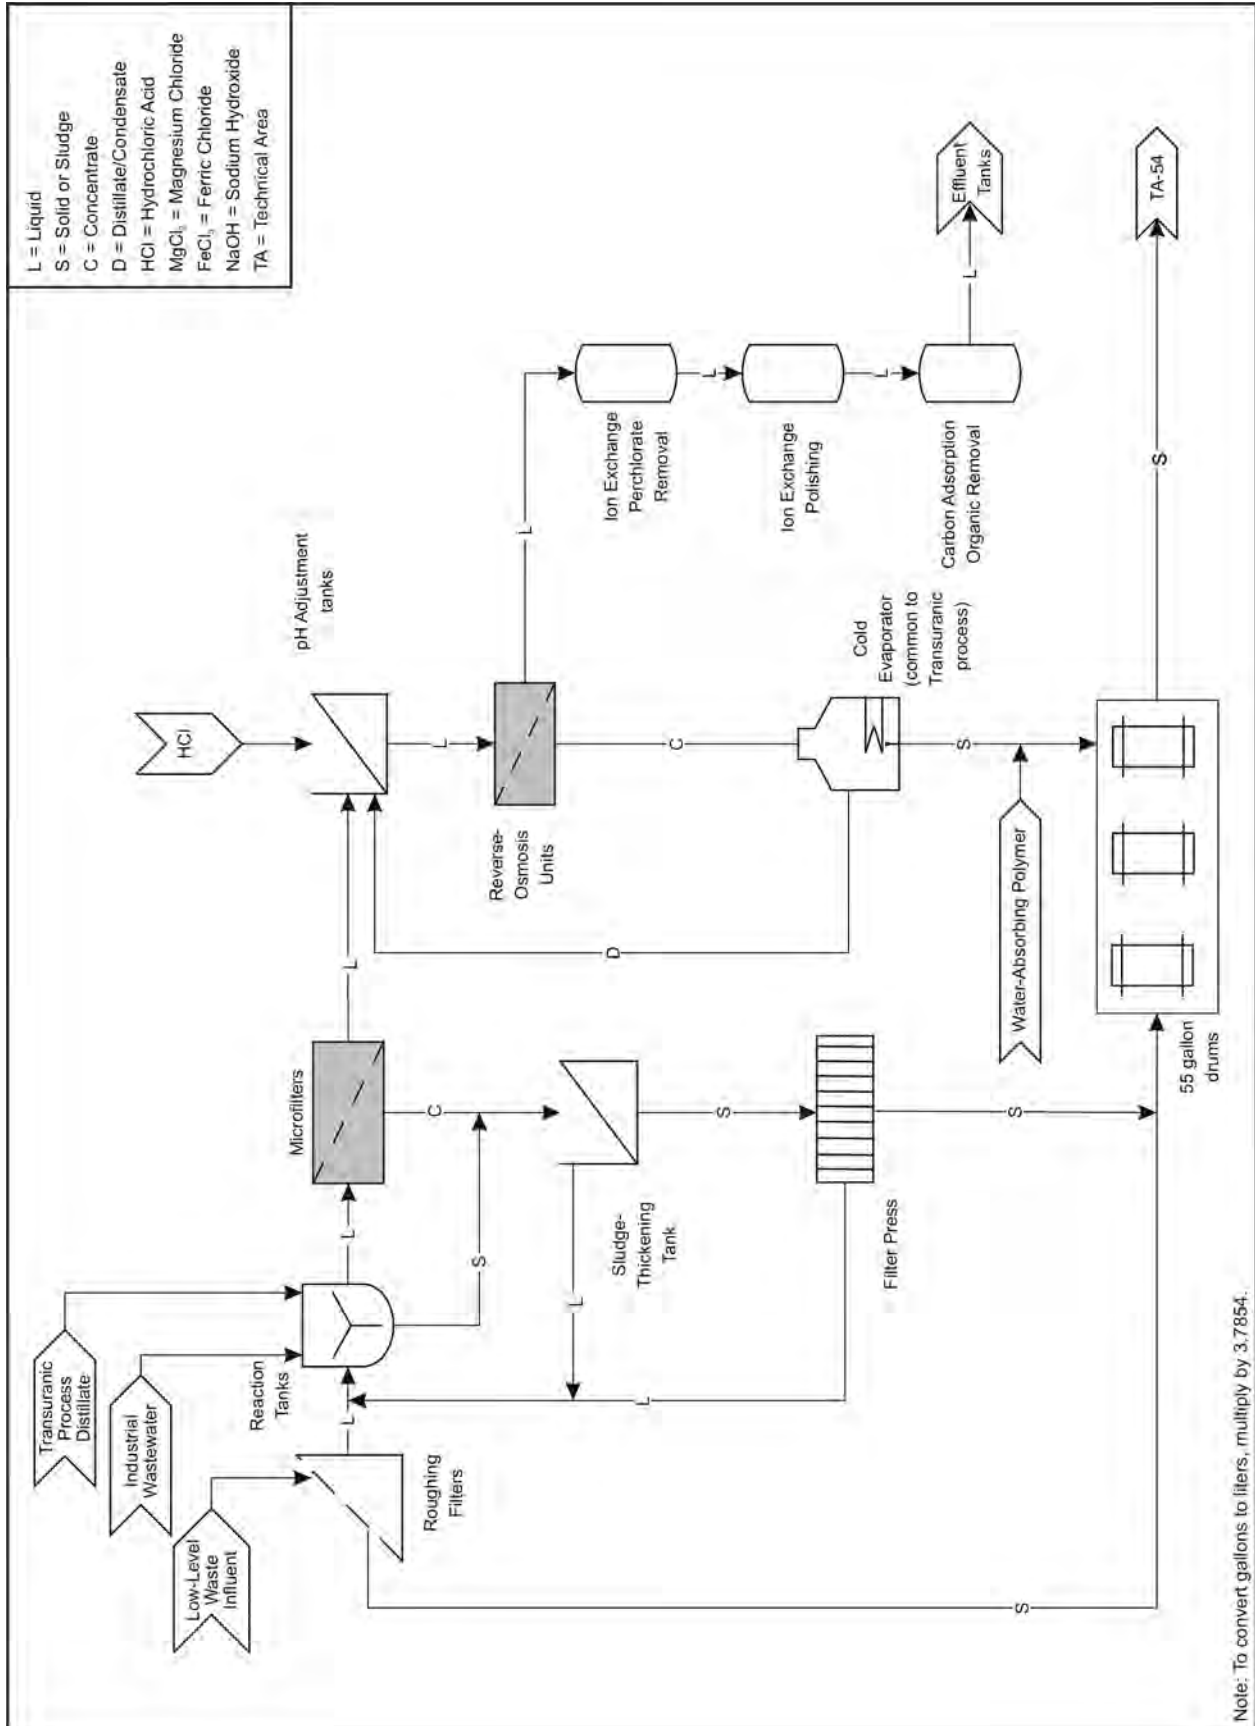 L = Liquid
S = Solid or Sludge
C = Concentrate
D = Distillate/Condensate
HCl = Hydrochloric Acid
MgCl₂ = Magnesium Chloride
FeCl₃ = Ferric Chloride
NaOH = Sodium Hydroxide
TA = Technical Area
Transuranic
Process
Distillate
Industrial
Wastewater
Low-Level
Waste
Influent
Reaction
Tanks
Roughing
Filters
L
L
Microfilters
L
C
S
Sludge-
Thickening
Tank
L
S
Filter Press
L
S
S
HCl
pH Adjustment
tanks
L
Reverse-
Osmosis
Units
L
C
D
Cold
Evaporator
(common to
Transuranic
process)
S
Water-Absorbing Polymer
Ion Exchange
Perchlorate
Removal
L
Ion Exchange
Polishing
L
Carbon Adsorption
Organic Removal
L
Effluent
Tanks
55 gallon
drums
S
TA-54
Note: To convert gallons to liters, multiply by 3.7854.